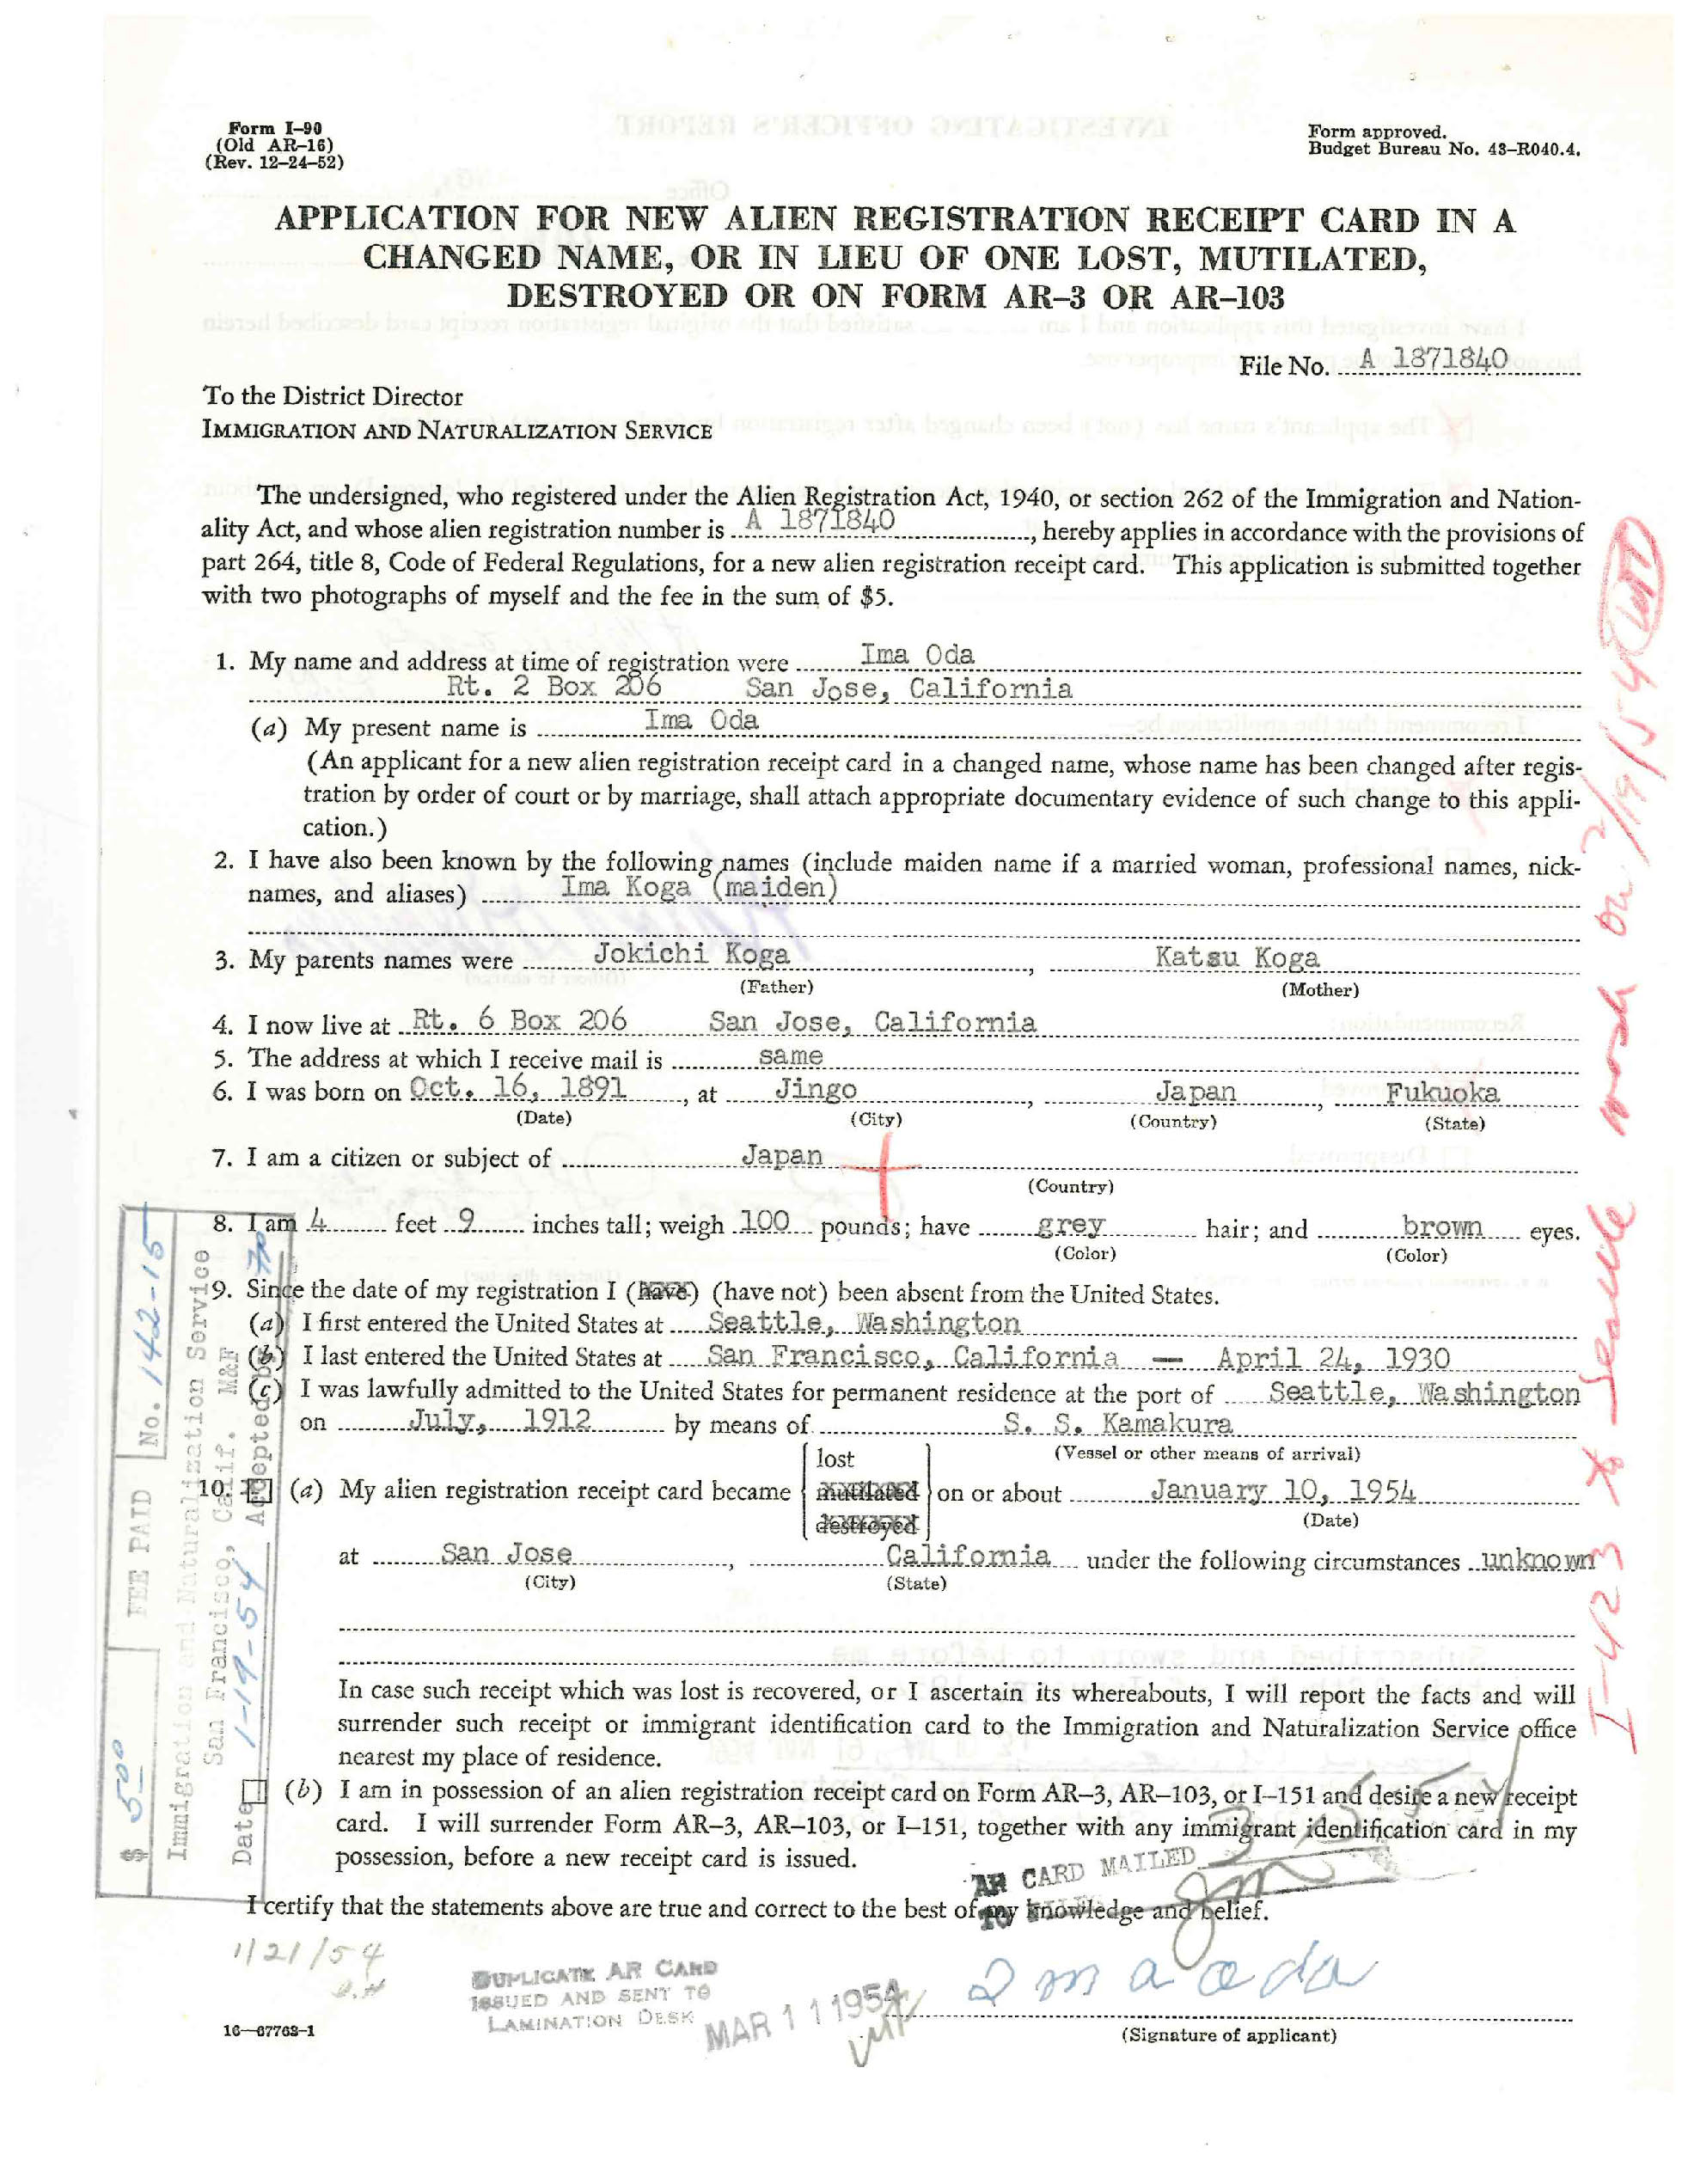 Form I-90
(Old AR-16)
(Rev. 12-24-52)
Form approved.
Budget Bureau No. 43-R040.4.
APPLICATION FOR NEW ALIEN REGISTRATION RECEIPT CARD IN A
CHANGED NAME, OR IN LIEU OF ONE LOST, MUTILATED,
DESTROYED OR ON FORM AR-3 OR AR-103
File No. A 1871840
To the District Director
IMMIGRATION AND NATURALIZATION SERVICE
The undersigned, who registered under the Alien Registration Act, 1940, or section 262 of the Immigration and Nation-
ality Act, and whose alien registration number is A 1871840, hereby applies in accordance with the provisions of
part 264, title 8, Code of Federal Regulations, for a new alien registration receipt card. This application is submitted together
with two photographs of myself and the fee in the sum of $5.
1. My name and address at time of registration were Ima Oda
Rt. 2 Box 206 San Jose, California
(a) My present name is Ima Oda
(An applicant for a new alien registration receipt card in a changed name, whose name has been changed after regis-
tration by order of court or by marriage, shall attach appropriate documentary evidence of such change to this appli-
cation.)
2. I have also been known by the following names (include maiden name if a married woman, professional names, nick-
names, and aliases) Ima Koga (maiden)
3. My parents names were Jokichi Koga, Katsu Koga
(Father) (Mother)
4. I now live at Rt. 6 Box 206 San Jose, California
5. The address at which I receive mail is same
6. I was born on Oct. 16, 1891, at Jingo, Japan, Fukuoka
(Date) (City) (Country) (State)
7. I am a citizen or subject of Japan
(Country)
8. I am 4 feet 9 inches tall; weigh 100 pounds; have grey hair; and brown eyes.
(Color) (Color)
9. Since the date of my registration I (have) (have not) been absent from the United States.
(a) I first entered the United States at Seattle, Washington
(b) I last entered the United States at San Francisco, California -- April 24, 1930
(c) I was lawfully admitted to the United States for permanent residence at the port of Seattle, Washington
on July, 1912 by means of S. S. Kamakura
(Vessel or other means of arrival)
10. (a) My alien registration receipt card became lost mutilated destroyed on or about January 10, 1954
(Date)
at San Jose, California under the following circumstances unknown
(City) (State)
In case such receipt which was lost is recovered, or I ascertain its whereabouts, I will report the facts and will
surrender such receipt or immigrant identification card to the Immigration and Naturalization Service office
nearest my place of residence.
(b) I am in possession of an alien registration receipt card on Form AR-3, AR-103, or I-151 and desire a new receipt
card. I will surrender Form AR-3, AR-103, or I-151, together with any immigrant identification card in my
possession, before a new receipt card is issued.
AR CARD MAILED
I certify that the statements above are true and correct to the best of my knowledge and belief.
1/21/54
DUPLICATE AR CARD
ISSUED AND SENT TO
LAMINATION DESK
MAR 11 1954
Ima Oda
(Signature of applicant)
16-67763-1
$ 5.00 FEE PAID No. 142-15
Immigration and Naturalization Service
San Francisco, Calif. M&F
Date 1-19-54 Accepted by
I-423 to Seattle Wash on 2/19/54